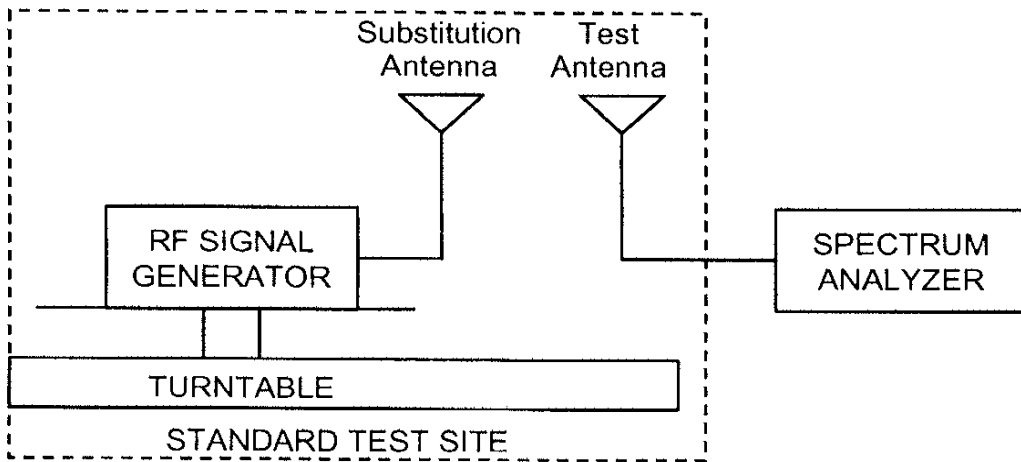 Substitution
Antenna
Test
Antenna
RF SIGNAL
GENERATOR
SPECTRUM
ANALYZER
TURNTABLE
STANDARD TEST SITE